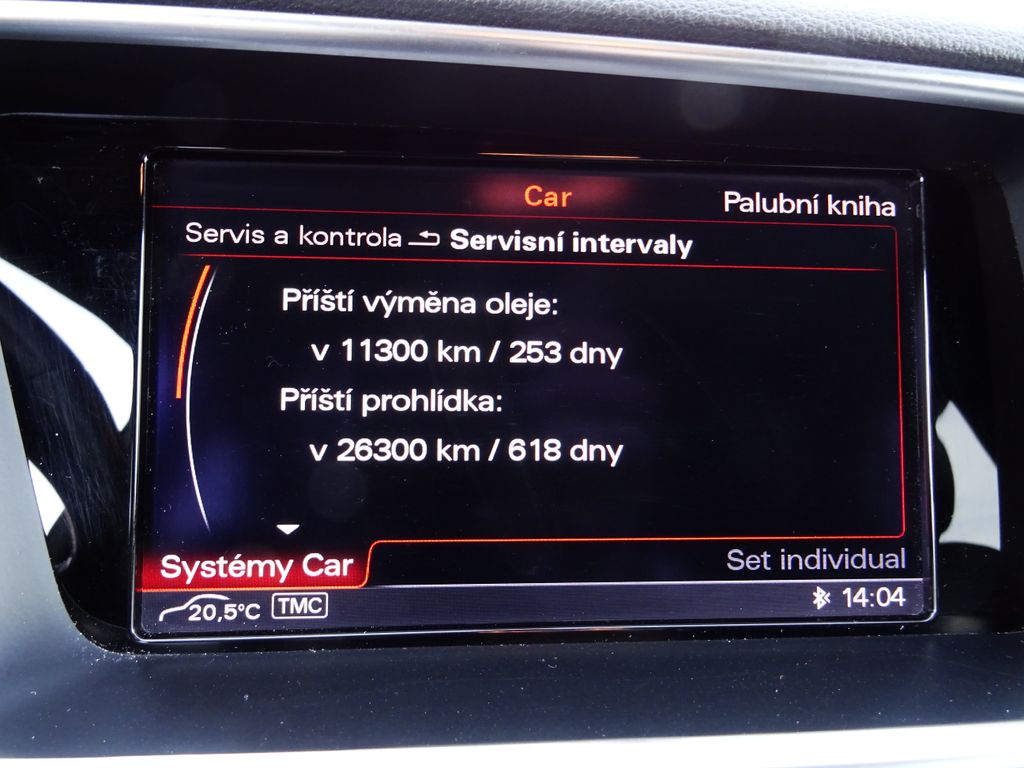 Car
Palubní kniha
Servis a kontrola Servisní intervaly
Příští výměna oleje:
v 11300 km / 253 dny
Příští prohlídka:
v 26300 km / 618 dny
Systémy Car
Set individual
20,5°C TMC
14:04